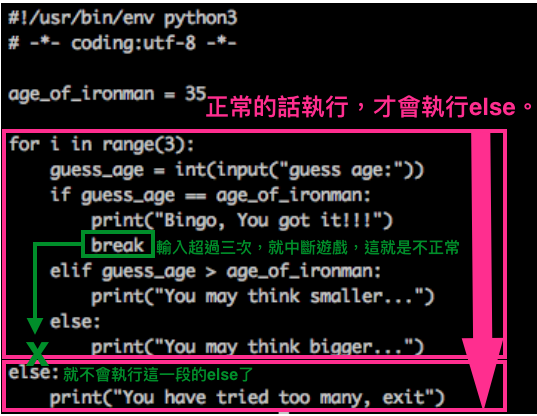 #!/usr/bin/env python3
# -*- coding:utf-8 -*-
age_of_ironman = 35
正常的話執行，才會執行else。
for i in range(3):
    guess_age = int(input("guess age:"))
    if guess_age == age_of_ironman:
        print("Bingo, You got it!!!")
        break 輸入超過三次，就中斷遊戲，這就是不正常
    elif guess_age > age_of_ironman:
        print("You may think smaller...")
    else:
        print("You may think bigger...")
X
else: 就不會執行這一段的else了
    print("You have tried too many, exit")